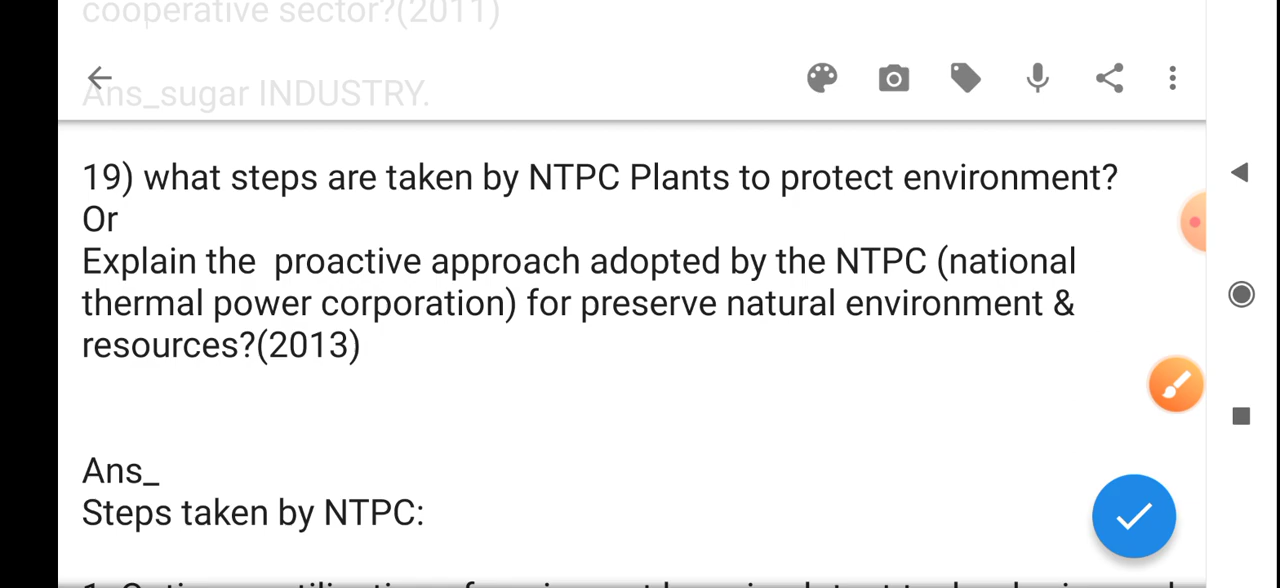 cooperative sector?(2011)
Ans_sugar INDUSTRY.
19) what steps are taken by NTPC Plants to protect environment?
Or
Explain the  proactive approach adopted by the NTPC (national
thermal power corporation) for preserve natural environment &
resources?(2013)
Ans_
Steps taken by NTPC: